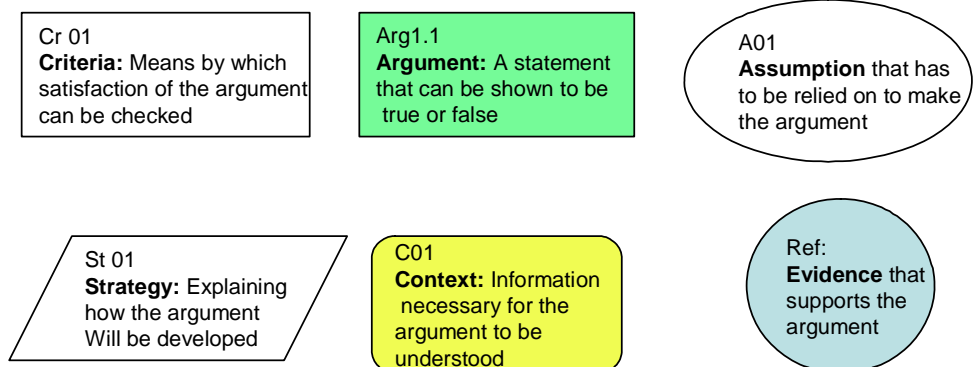 Cr 01
Criteria: Means by which
satisfaction of the argument
can be checked
Arg1.1
Argument: A statement
that can be shown to be
true or false
A01
Assumption that has
to be relied on to make
the argument
St 01
Strategy: Explaining
how the argument
Will be developed
C01
Context: Information
necessary for the
argument to be
understood
Ref:
Evidence that
supports the
argument